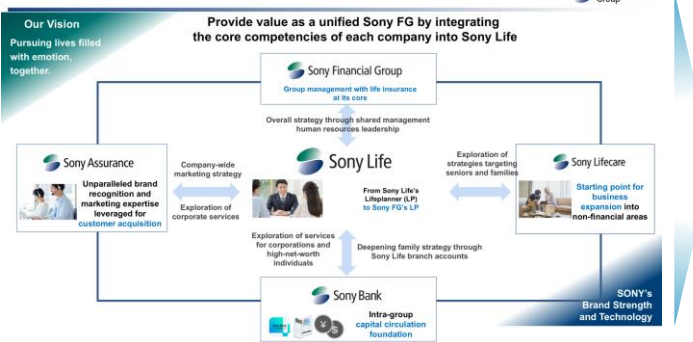 Group
Our Vision
Pursuing lives filled
with emotion,
together.
Provide value as a unified Sony FG by integrating
the core competencies of each company into Sony Life
Sony Financial Group
Group management with life insurance
at its core
Overall strategy through shared management
human resources leadership
Sony Assurance
Unparalleled brand
recognition and
marketing expertise
leveraged for
customer acquisition
Company-wide
marketing strategy
Exploration of
corporate services
Sony Life
From Sony Life's
Lifeplanner (LP)
to Sony FG's LP
Exploration of
strategies targeting
seniors and families
Sony Lifecare
Starting point for
business
expansion into
non-financial areas
Exploration of services
for corporations and
high-net-worth
individuals
Deepening family strategy through
Sony Life branch accounts
Sony Bank
Intra-group
capital circulation
foundation
SONY's
Brand Strength
and Technology